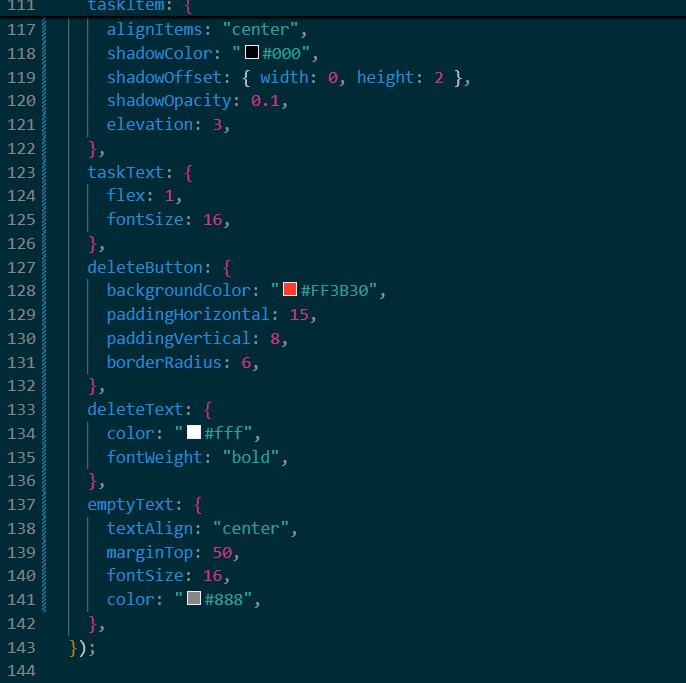 111 taskItem: {
117 alignItems: "center",
118 shadowColor: "#000",
119 shadowOffset: { width: 0, height: 2 },
120 shadowOpacity: 0.1,
121 elevation: 3,
122 },
123 taskText: {
124 flex: 1,
125 fontSize: 16,
126 },
127 deleteButton: {
128 backgroundColor: "#FF3B30",
129 paddingHorizontal: 15,
130 paddingVertical: 8,
131 borderRadius: 6,
132 },
133 deleteText: {
134 color: "#fff",
135 fontWeight: "bold",
136 },
137 emptyText: {
138 textAlign: "center",
139 marginTop: 50,
140 fontSize: 16,
141 color: "#888",
142 },
143 });
144